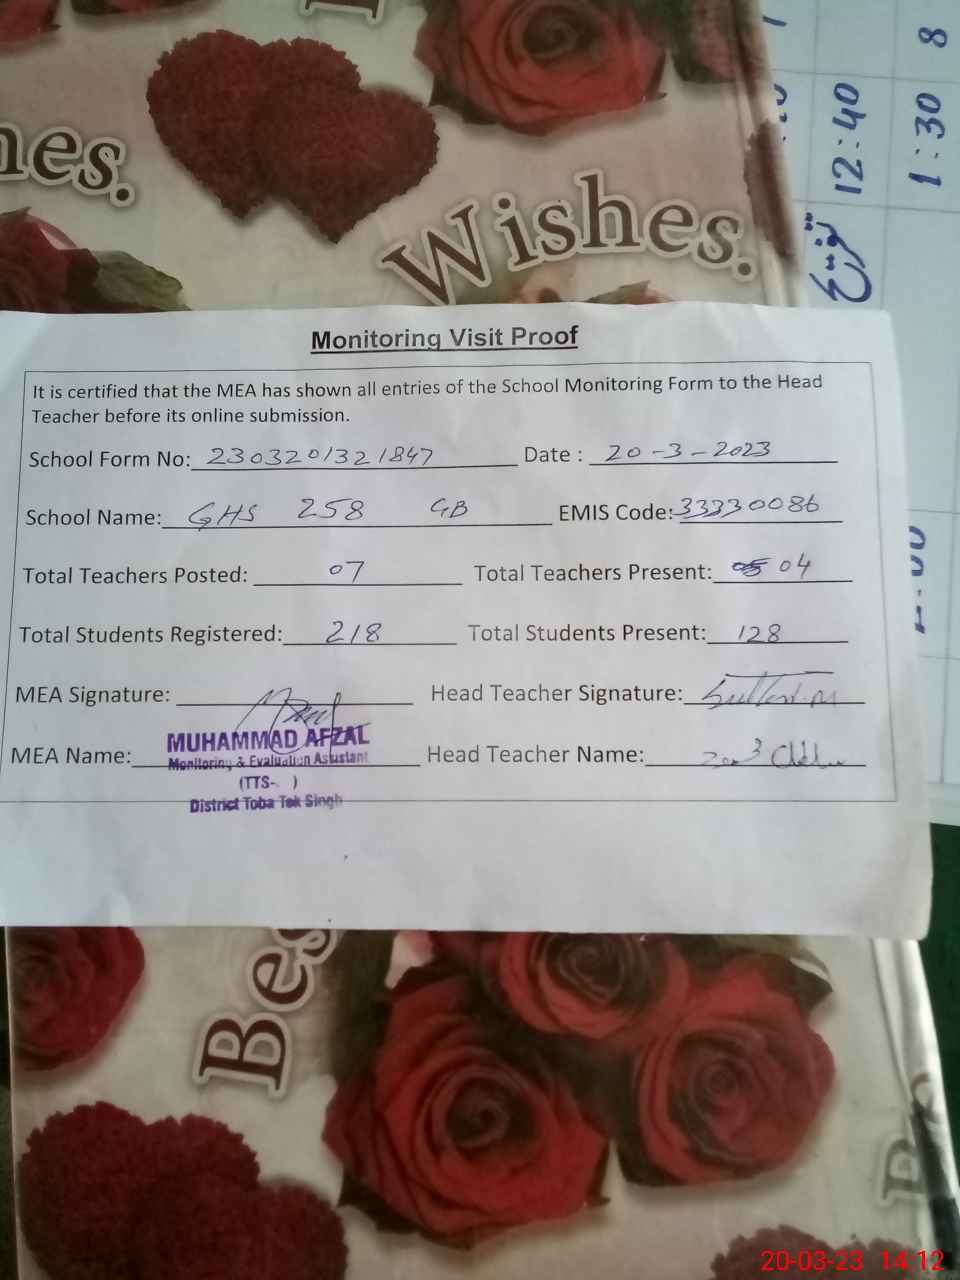 nes.
Wishes.
12:40
1:30 8
تفریح
Monitoring Visit Proof
It is certified that the MEA has shown all entries of the School Monitoring Form to the Head
Teacher before its online submission.
School Form No: 2303201321847 Date : 20-3-2023
School Name: GHS 258 GB EMIS Code: 33330086
Total Teachers Posted: 07 Total Teachers Present: 04
Total Students Registered: 218 Total Students Present: 128
MEA Signature: Head Teacher Signature:
MEA Name: MUHAMMAD AFZAL Head Teacher Name:
Monitoring & Evaluation Assistant
(TTS- )
District Toba Tek Singh
Bes
20-03-23 14:12